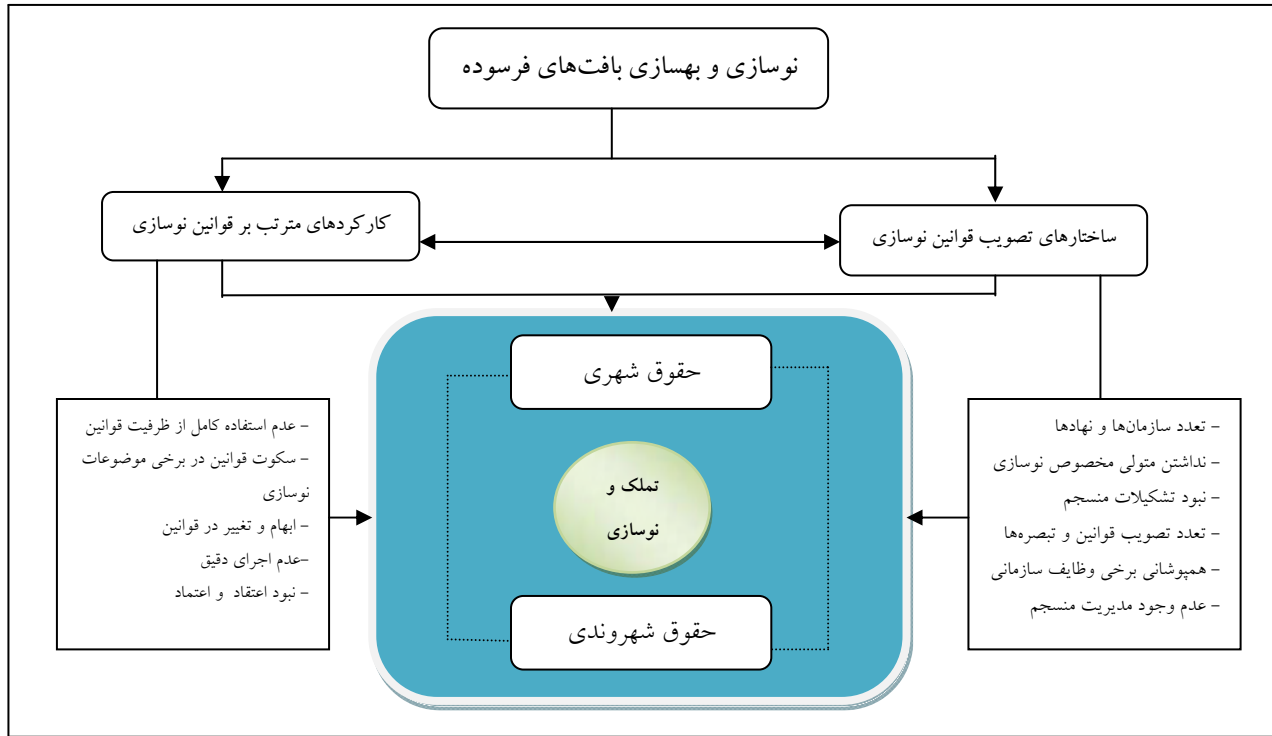 نوسازی و بهسازی بافت‌های فرسوده
ساختارهای تصویب قوانین نوسازی
کارکردهای مترتب بر قوانین نوسازی
حقوق شهری
تملک و
نوسازی
حقوق شهروندی
- تعدد سازمان‌ها و نهادها
- نداشتن متولی مخصوص نوسازی
- نبود تشکیلات منسجم
- تعدد تصویب قوانین و تبصره‌ها
- همپوشانی برخی وظایف سازمانی
- عدم وجود مدیریت منسجم
- عدم استفاده کامل از ظرفیت قوانین
- سکوت قوانین در برخی موضوعات
نوسازی
- ابهام و تغییر در قوانین
-عدم اجرای دقیق
- نبود اعتقاد و اعتماد